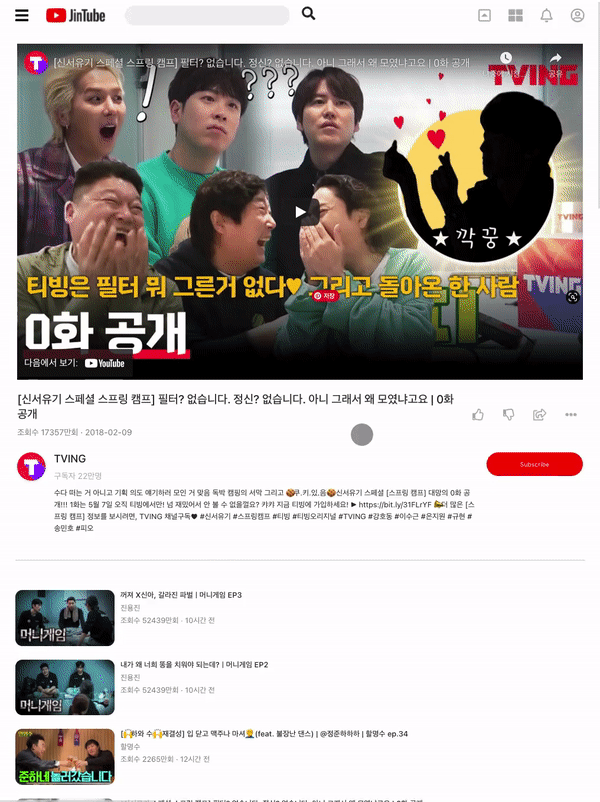 JinTube
[신서유기 스페셜 스프링 캠프] 필터? 없습니다. 정신? 없습니다. 아니 그래서 왜 모였냐고요 | 0화 공개
공유
TVING
! ???
★ 깍꿍 ★
TVING
TVING
티빙은 필터 뭐 그른거 없다♥ 그리고 돌아온 한 사람
저장
0화 공개
다음에서 보기: YouTube
[신서유기 스페셜 스프링 캠프] 필터? 없습니다. 정신? 없습니다. 아니 그래서 왜 모였냐고요 | 0화
공개
조회수 17357만회 · 2018-02-09
TVING
구독자 22만명
Subscribe
수다 떠는 거 아니고 기획 의도 얘기하러 모인 거 맞음 독박 캠핑의 서막 그리고 🍪쿠.키.있.음🍪신서유기 스페셜 [스프링 캠프] 대망의 0화 공
개!!! 1화는 5월 7일 오직 티빙에서만! 넘 재밌어서 안 볼 수 없을껄요? 캬캬 지금 티빙에 가입하세요! ▶ https://bit.ly/31FLrYF 더 많은 [스
프링 캠프] 정보를 보시려면, TVING 채널구독♥ #신서유기 #스프링캠프 #티빙 #티빙오리지널 #TVING #강호동 #이수근 #은지원 #규현 #
송민호 #피오
꺼져 X신아, 갈라진 파벌ㅣ머니게임 EP3
진용진
조회수 52439만회 · 10시간 전
머니게임
내가 왜 너희 똥을 치워야 되는데?ㅣ머니게임 EP2
진용진
조회수 52439만회 · 10시간 전
머니게임
[🙌하와 수🙌재결성] 입 닫고 맥주나 마셔🤦(feat. 불장난 댄스) | @정준하하하 | 할명수 ep.34
할명수
조회수 2265만회 · 12시간 전
준하네 눌러갔습니다